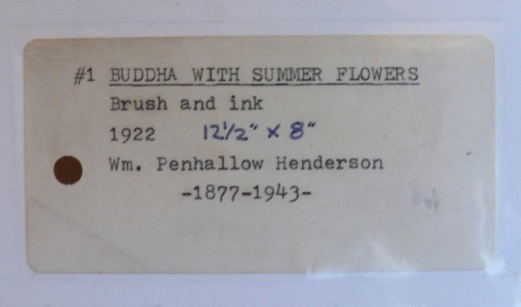 #1 BUDDHA WITH SUMMER FLOWERS
Brush and ink
1922 12½" x 8"
Wm. Penhallow Henderson
-1877-1943-